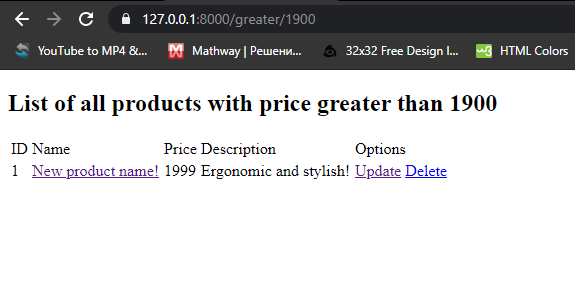 127.0.0.1:8000/greater/1900
YouTube to MP4 &... Mathway | Решени... 32x32 Free Design I... w3 HTML Colors
List of all products with price greater than 1900
ID Name Price Description Options
1 New product name! 1999 Ergonomic and stylish! Update Delete